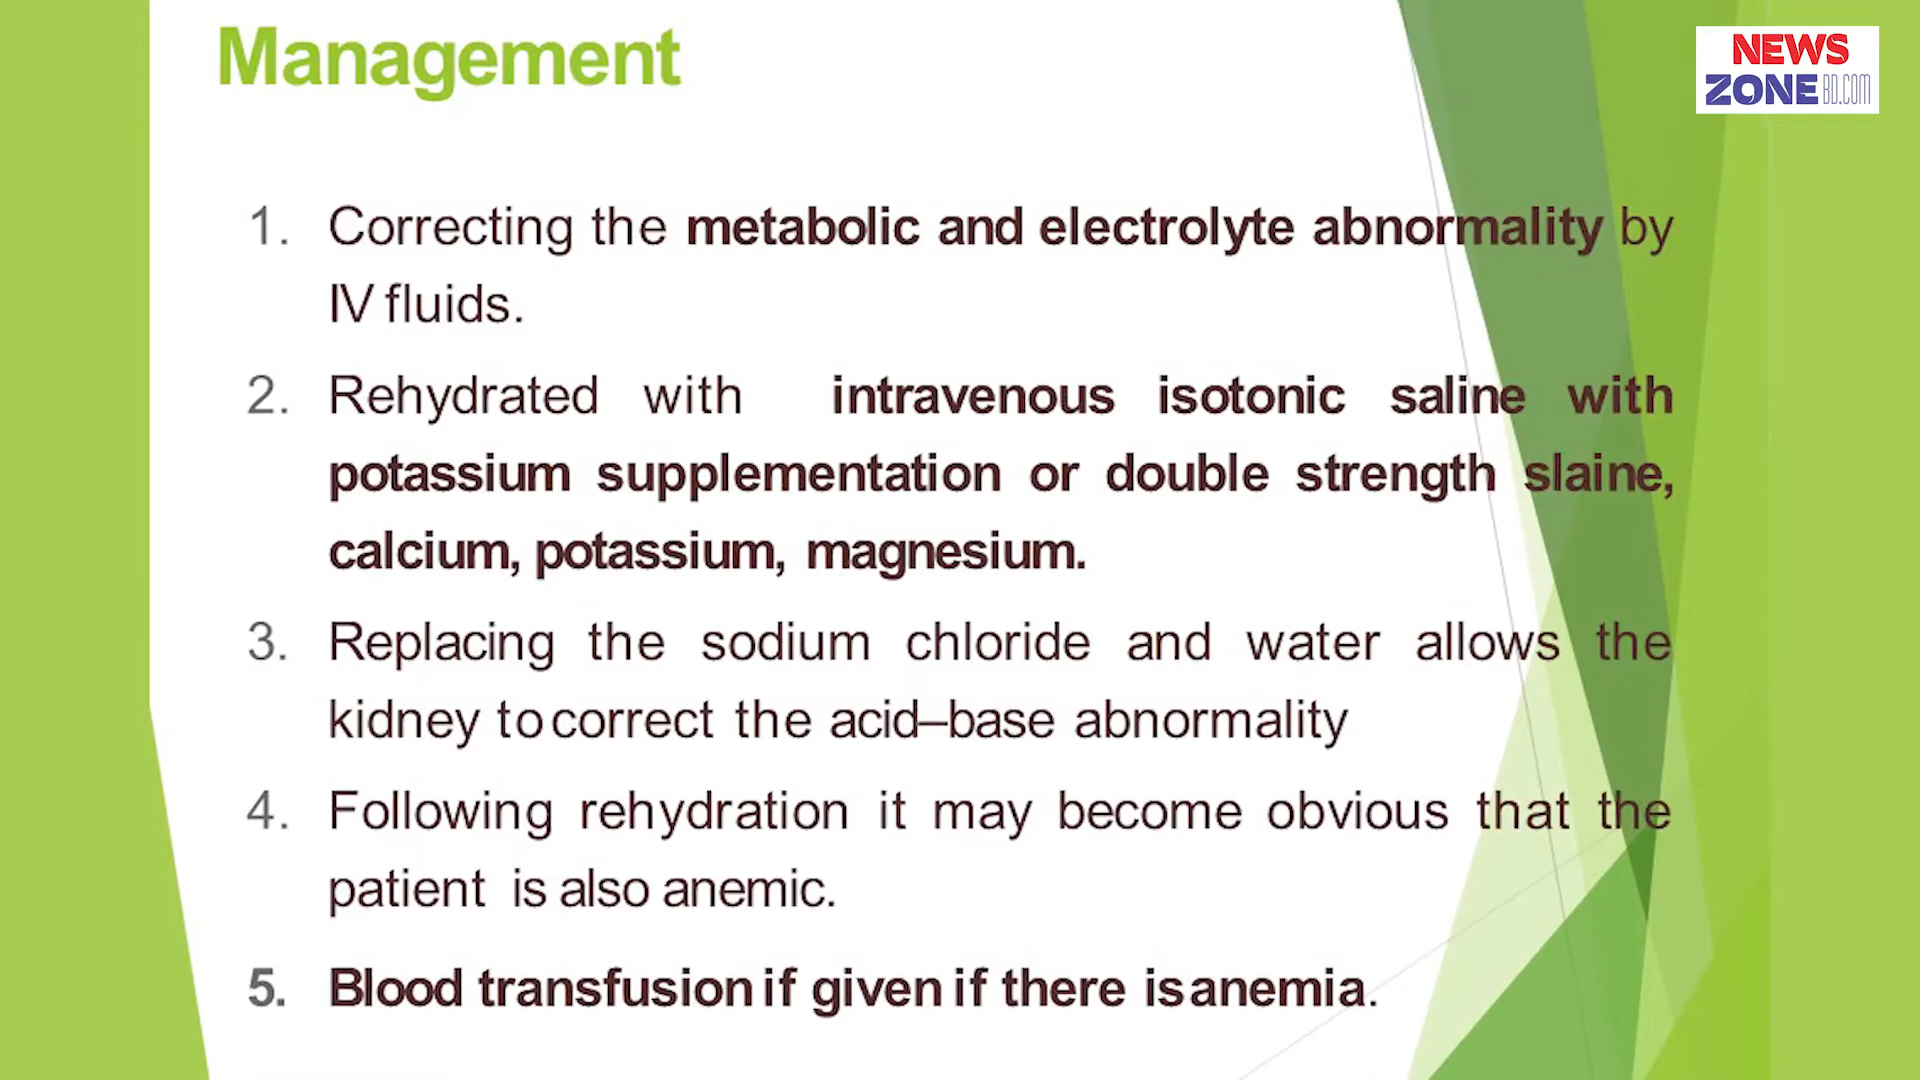 Management
NEWS
ZONE BD.COM
1. Correcting the metabolic and electrolyte abnormality by
IV fluids.
2. Rehydrated with intravenous isotonic saline with
potassium supplementation or double strength slaine,
calcium, potassium, magnesium.
3. Replacing the sodium chloride and water allows the
kidney to correct the acid–base abnormality
4. Following rehydration it may become obvious that the
patient is also anemic.
5. Blood transfusion if given if there is anemia.